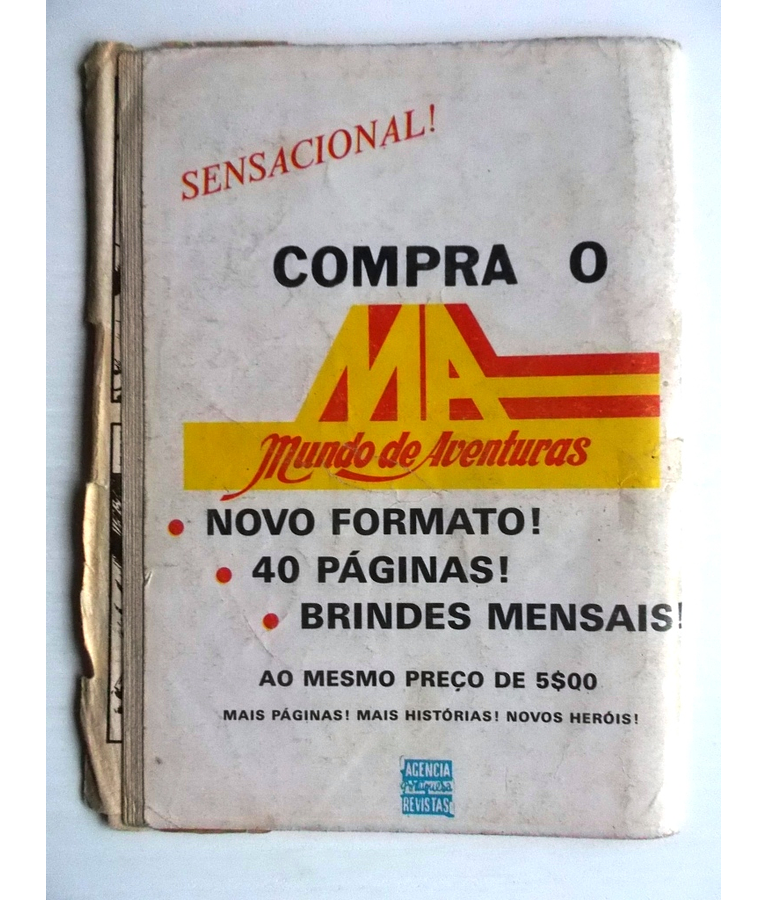 SENSACIONAL!
COMPRA O
MA
Mundo de Aventuras
• NOVO FORMATO!
• 40 PÁGINAS!
• BRINDES MENSAIS!
AO MESMO PREÇO DE 5$00
MAIS PÁGINAS! MAIS HISTÓRIAS! NOVOS HERÓIS!
AGENCIA
Portuguesa
REVISTAS